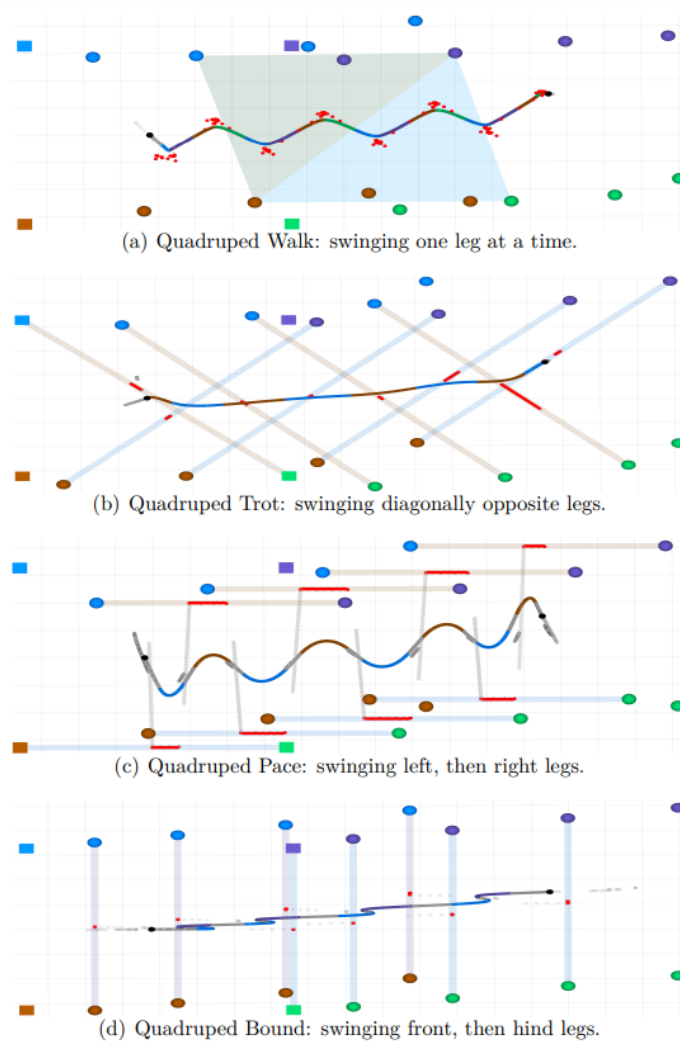 (a) Quadruped Walk: swinging one leg at a time.
(b) Quadruped Trot: swinging diagonally opposite legs.
(c) Quadruped Pace: swinging left, then right legs.
(d) Quadruped Bound: swinging front, then hind legs.